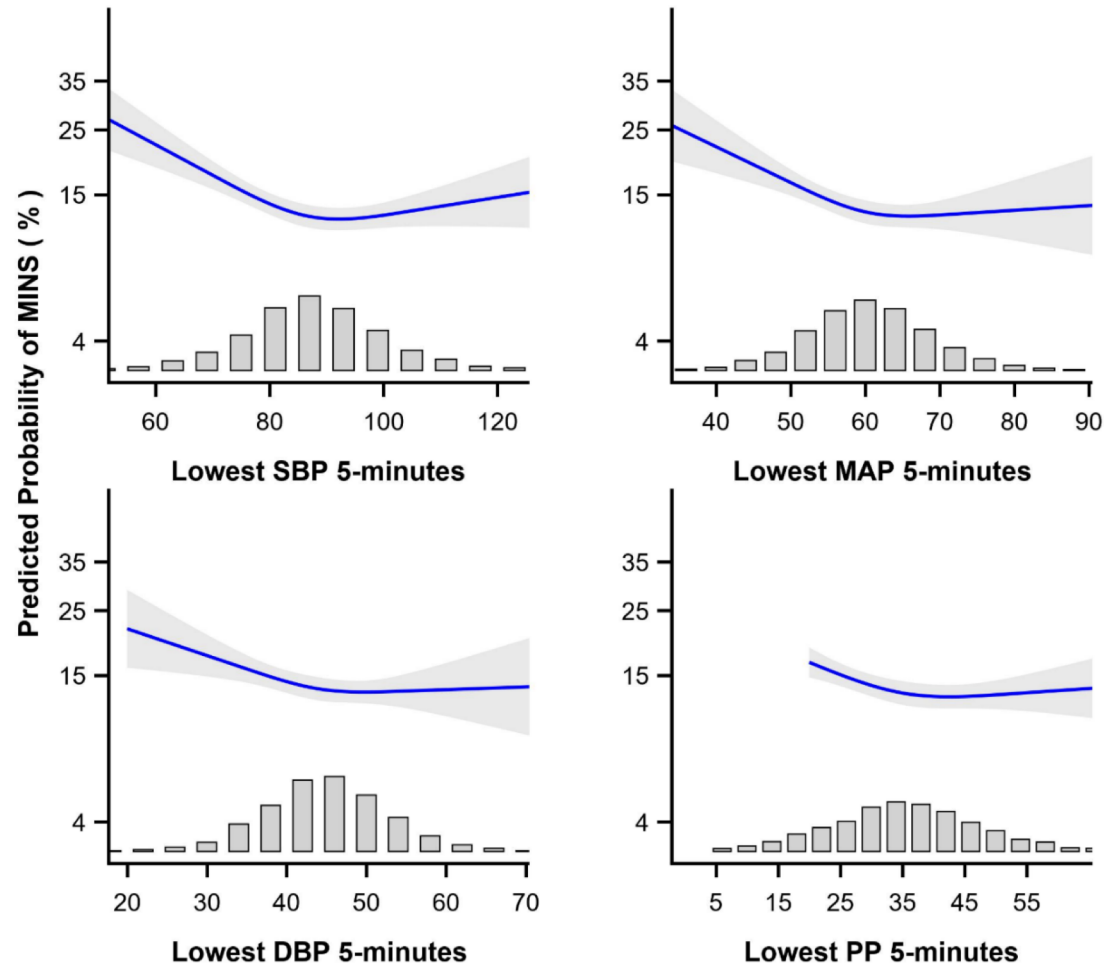 Predicted Probability of MINS ( % )
35
25
15
4
60 80 100 120
Lowest SBP 5-minutes
35
25
15
4
40 50 60 70 80 90
Lowest MAP 5-minutes
35
25
15
4
20 30 40 50 60 70
Lowest DBP 5-minutes
35
25
15
4
5 15 25 35 45 55
Lowest PP 5-minutes